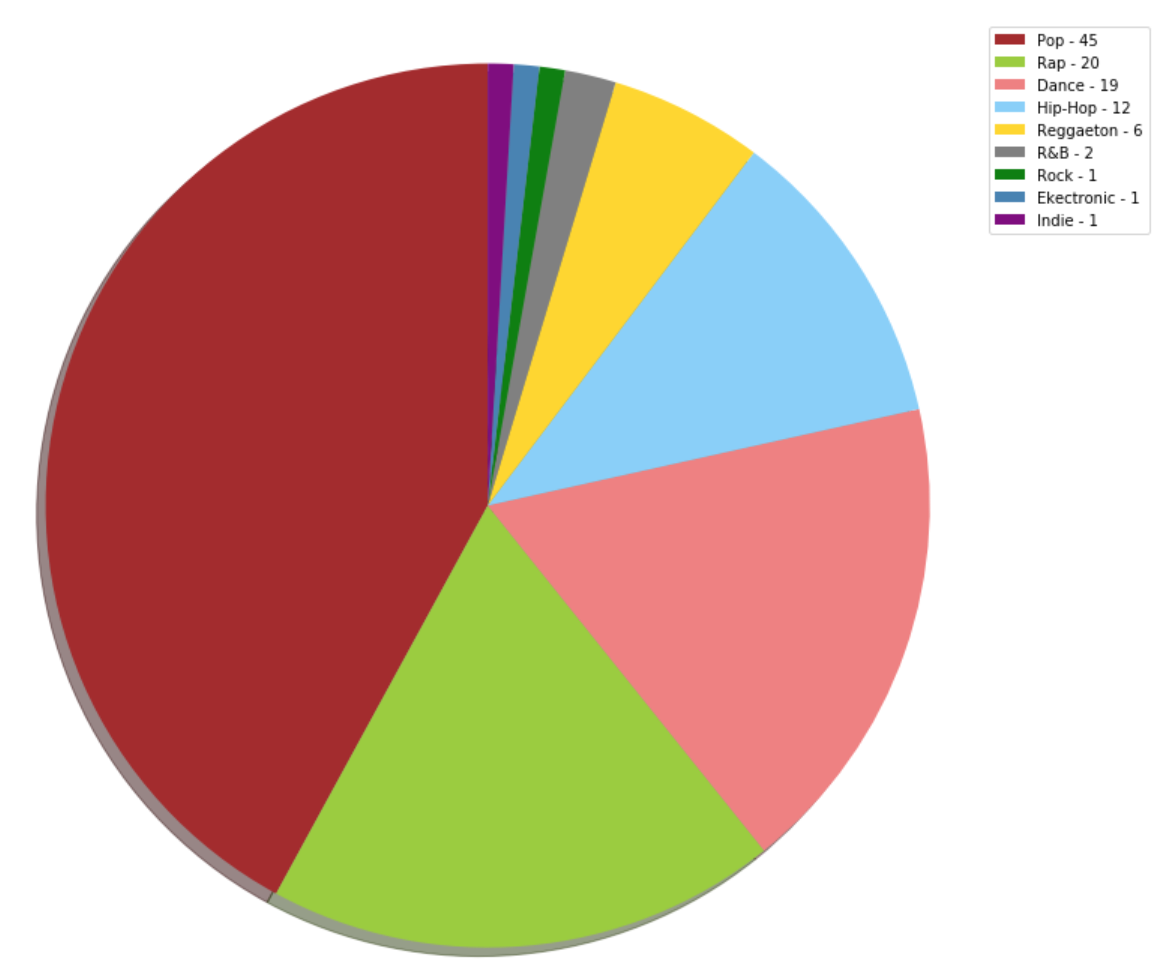 Pop - 45
Rap - 20
Dance - 19
Hip-Hop - 12
Reggaeton - 6
R&B - 2
Rock - 1
Ekectronic - 1
Indie - 1